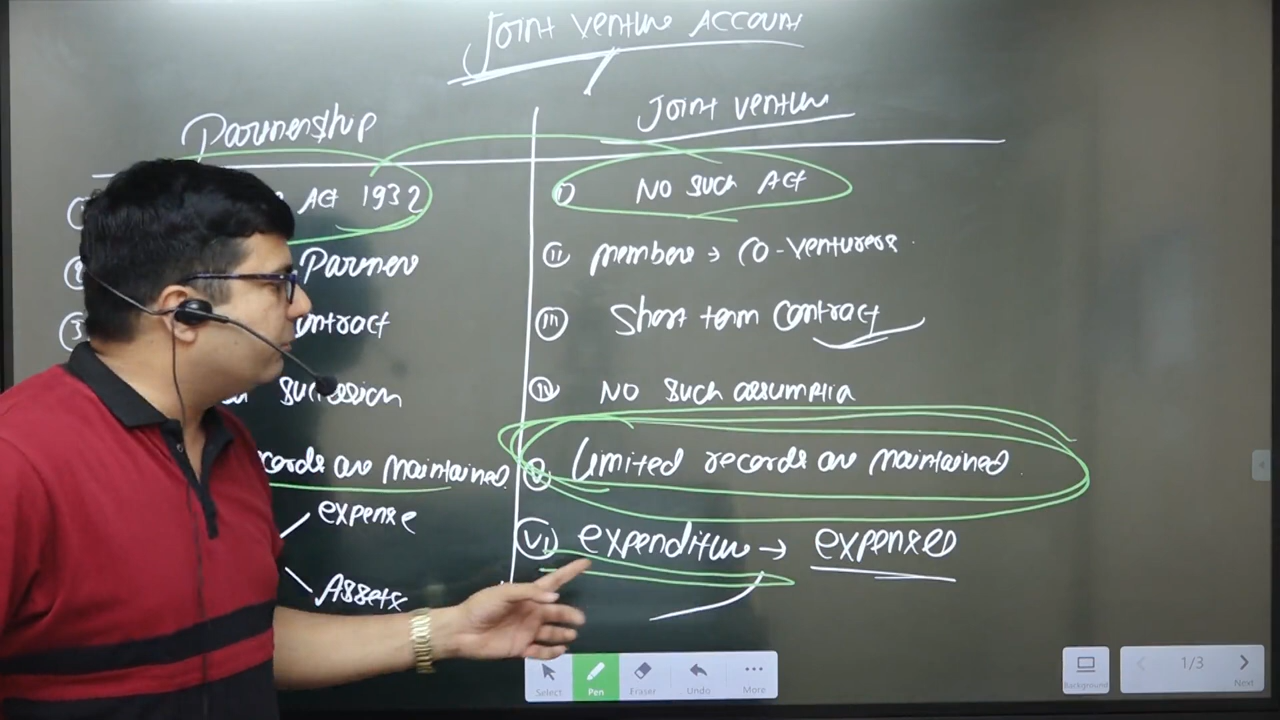 Joint Venture Account
Partnership
Act 1932
Partner
succession
are maintained
expense
Assets
Joint Venture
I) No Such Act
II members → Co-Venturers
III Short term Contract
IV No Such assumption
V Limited records are maintained
VI expenditure → expensed
Select Pen Eraser Undo More
Background
1/3 Next